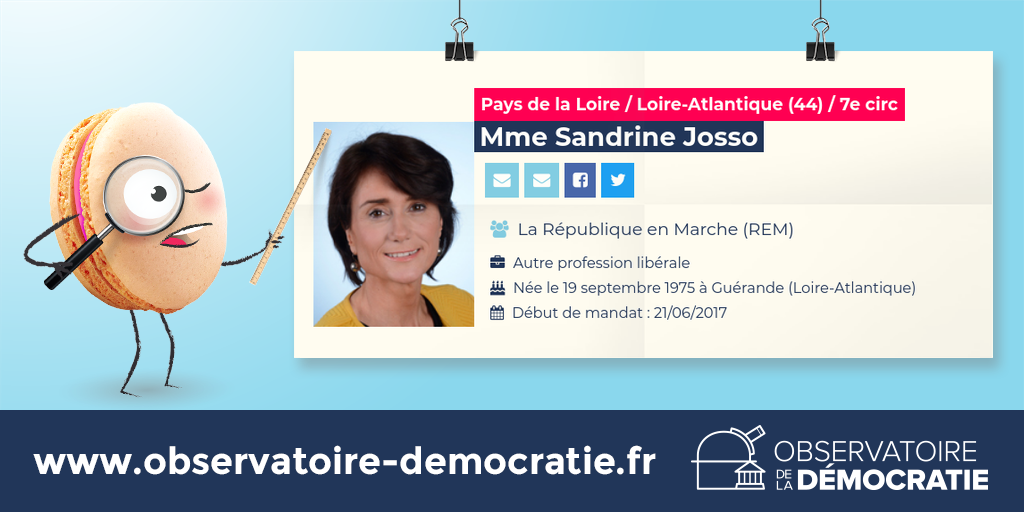 Pays de la Loire / Loire-Atlantique (44) / 7e circ
Mme Sandrine Josso
La République en Marche (REM)
Autre profession libérale
Née le 19 septembre 1975 à Guérande (Loire-Atlantique)
Début de mandat : 21/06/2017
www.observatoire-democratie.fr
OBSERVATOIRE
DE LA DÉMOCRATIE